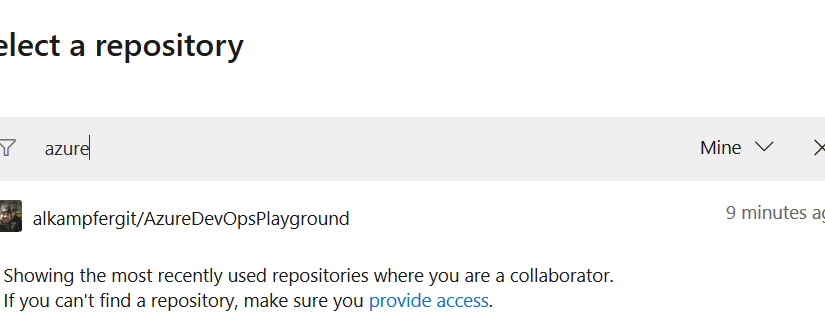 elect a repository
azure
Mine
alkampfergit/AzureDevOpsPlayground
9 minutes ag
Showing the most recently used repositories where you are a collaborator.
If you can't find a repository, make sure you provide access.